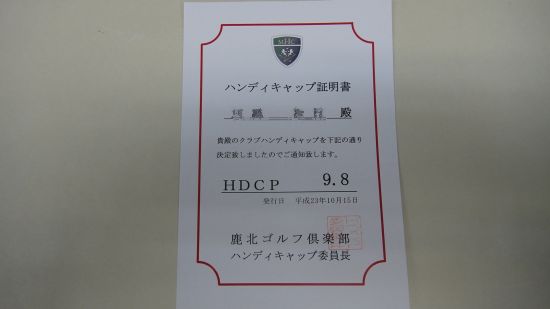 ハンディキャップ証明書
殿
貴殿のクラブハンディキャップを下記の通り
決定致しましたのでご通知致します。
HDCP 9.8
発行日 平成23年10月15日
鹿北ゴルフ倶楽部
ハンディキャップ委員長